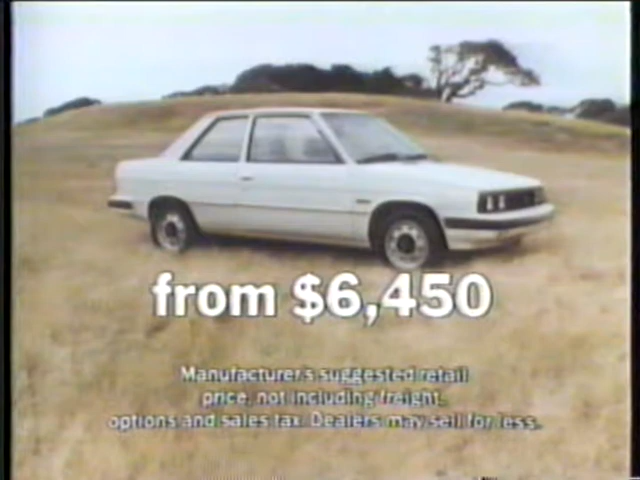 from $6,450
Manufacturer's suggested retail
price, not including freight,
options and sales tax. Dealers may sell for less.